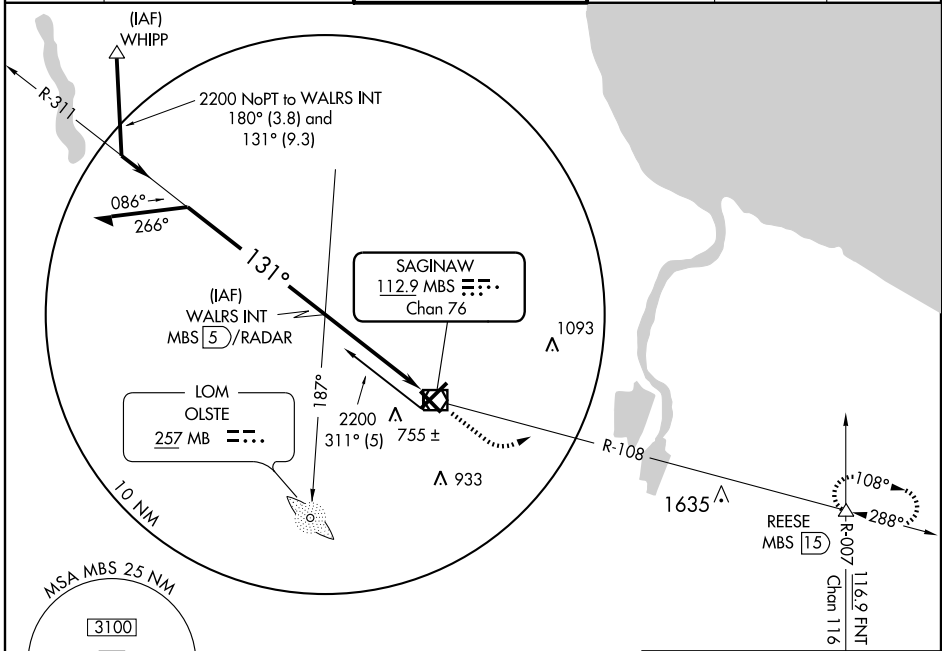 (IAF)
WHIPP
R-311
2200 NoPT to WALRS INT
180° (3.8) and
131° (9.3)
086°
266°
131°
SAGINAW
112.9 MBS
Chan 76
(IAF)
WALRS INT
MBS 5 /RADAR
1093
187°
LOM
OLSTE
257 MB
2200
311° (5)
755 ±
R-108
933
10 NM
1635
108°
288°
REESE
MBS 15
R-007
116.9 FNT
Chan 116
MSA MBS 25 NM
3100